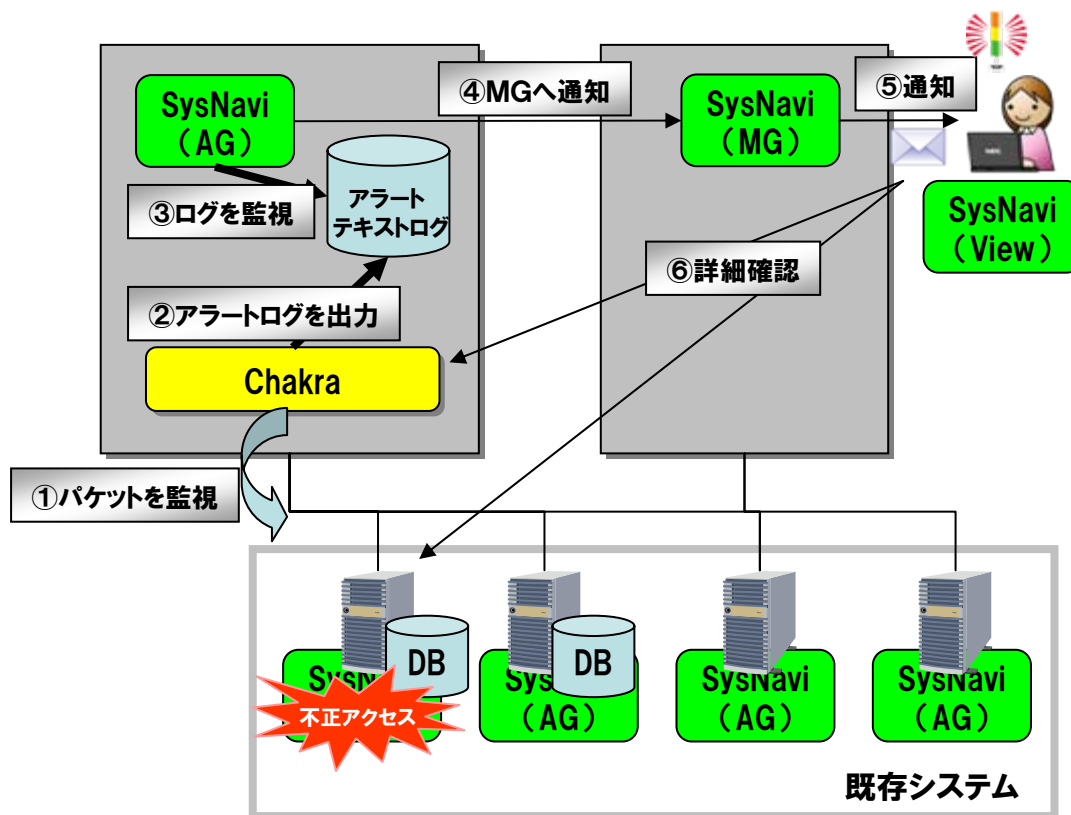 ④MGへ通知
⑤通知
SysNavi
（AG）
SysNavi
（MG）
③ログを監視
アラート
テキストログ
SysNavi
（View）
⑥詳細確認
②アラートログを出力
Chakra
①パケットを監視
DB
DB
不正アクセス
（AG）
SysNavi
（AG）
SysNavi
（AG）
既存システム